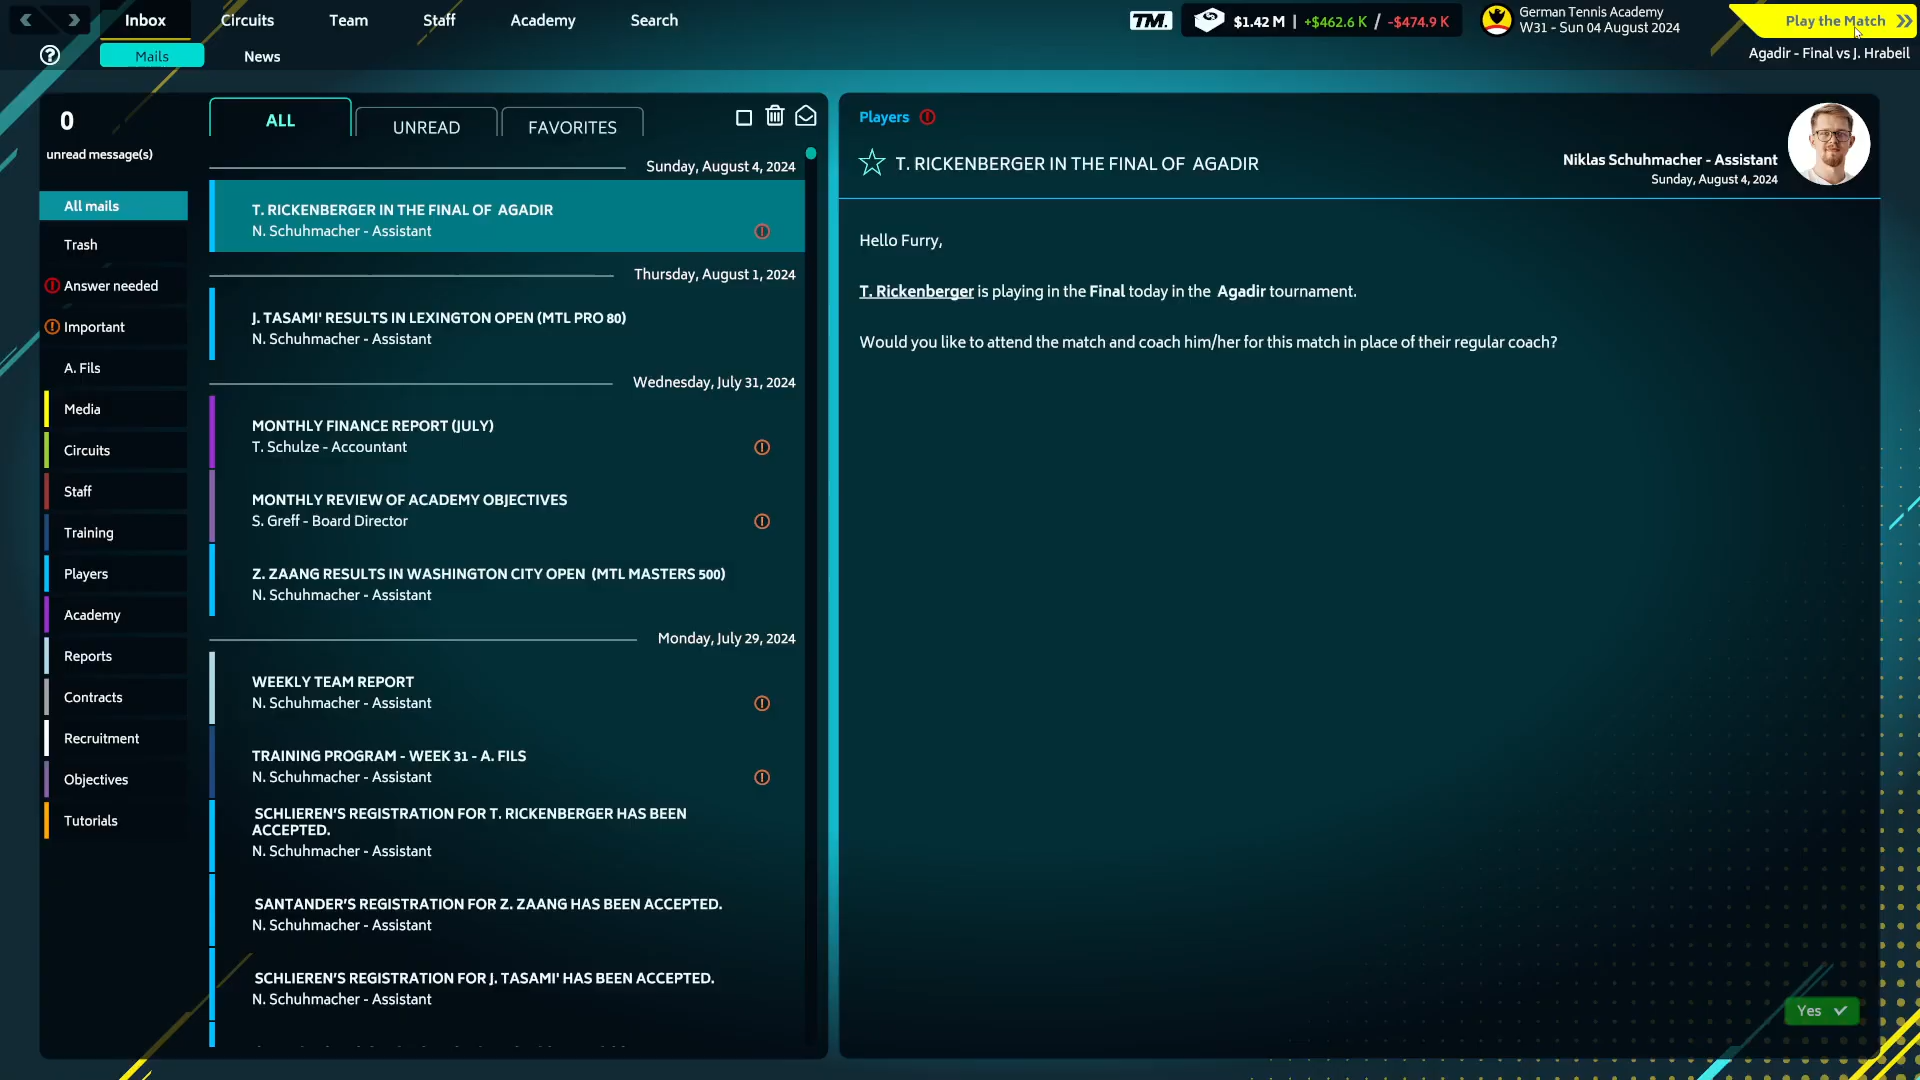 Inbox
Circuits
Team
Staff
Academy
Search
TM.
$1.42 M | +$462.6 K / -$474.9 K
German Tennis Academy
W31 - Sun 04 August 2024
Play the Match
Agadir - Final vs J. Hrabeil
?
Mails
News
0
unread message(s)
All mails
Trash
Answer needed
Important
A. Fils
Media
Circuits
Staff
Training
Players
Academy
Reports
Contracts
Recruitment
Objectives
Tutorials
ALL
UNREAD
FAVORITES
Sunday, August 4, 2024
T. RICKENBERGER IN THE FINAL OF AGADIR
N. Schuhmacher - Assistant
Thursday, August 1, 2024
J. TASAMI' RESULTS IN LEXINGTON OPEN (MTL PRO 80)
N. Schuhmacher - Assistant
Wednesday, July 31, 2024
MONTHLY FINANCE REPORT (JULY)
T. Schulze - Accountant
MONTHLY REVIEW OF ACADEMY OBJECTIVES
S. Greff - Board Director
Z. ZAANG RESULTS IN WASHINGTON CITY OPEN (MTL MASTERS 500)
N. Schuhmacher - Assistant
Monday, July 29, 2024
WEEKLY TEAM REPORT
N. Schuhmacher - Assistant
TRAINING PROGRAM - WEEK 31 - A. FILS
N. Schuhmacher - Assistant
SCHLIEREN'S REGISTRATION FOR T. RICKENBERGER HAS BEEN
ACCEPTED.
N. Schuhmacher - Assistant
SANTANDER'S REGISTRATION FOR Z. ZAANG HAS BEEN ACCEPTED.
N. Schuhmacher - Assistant
SCHLIEREN'S REGISTRATION FOR J. TASAMI' HAS BEEN ACCEPTED.
N. Schuhmacher - Assistant
Players
T. RICKENBERGER IN THE FINAL OF AGADIR
Niklas Schuhmacher - Assistant
Sunday, August 4, 2024
Hello Furry,
T. Rickenberger is playing in the Final today in the Agadir tournament.
Would you like to attend the match and coach him/her for this match in place of their regular coach?
Yes